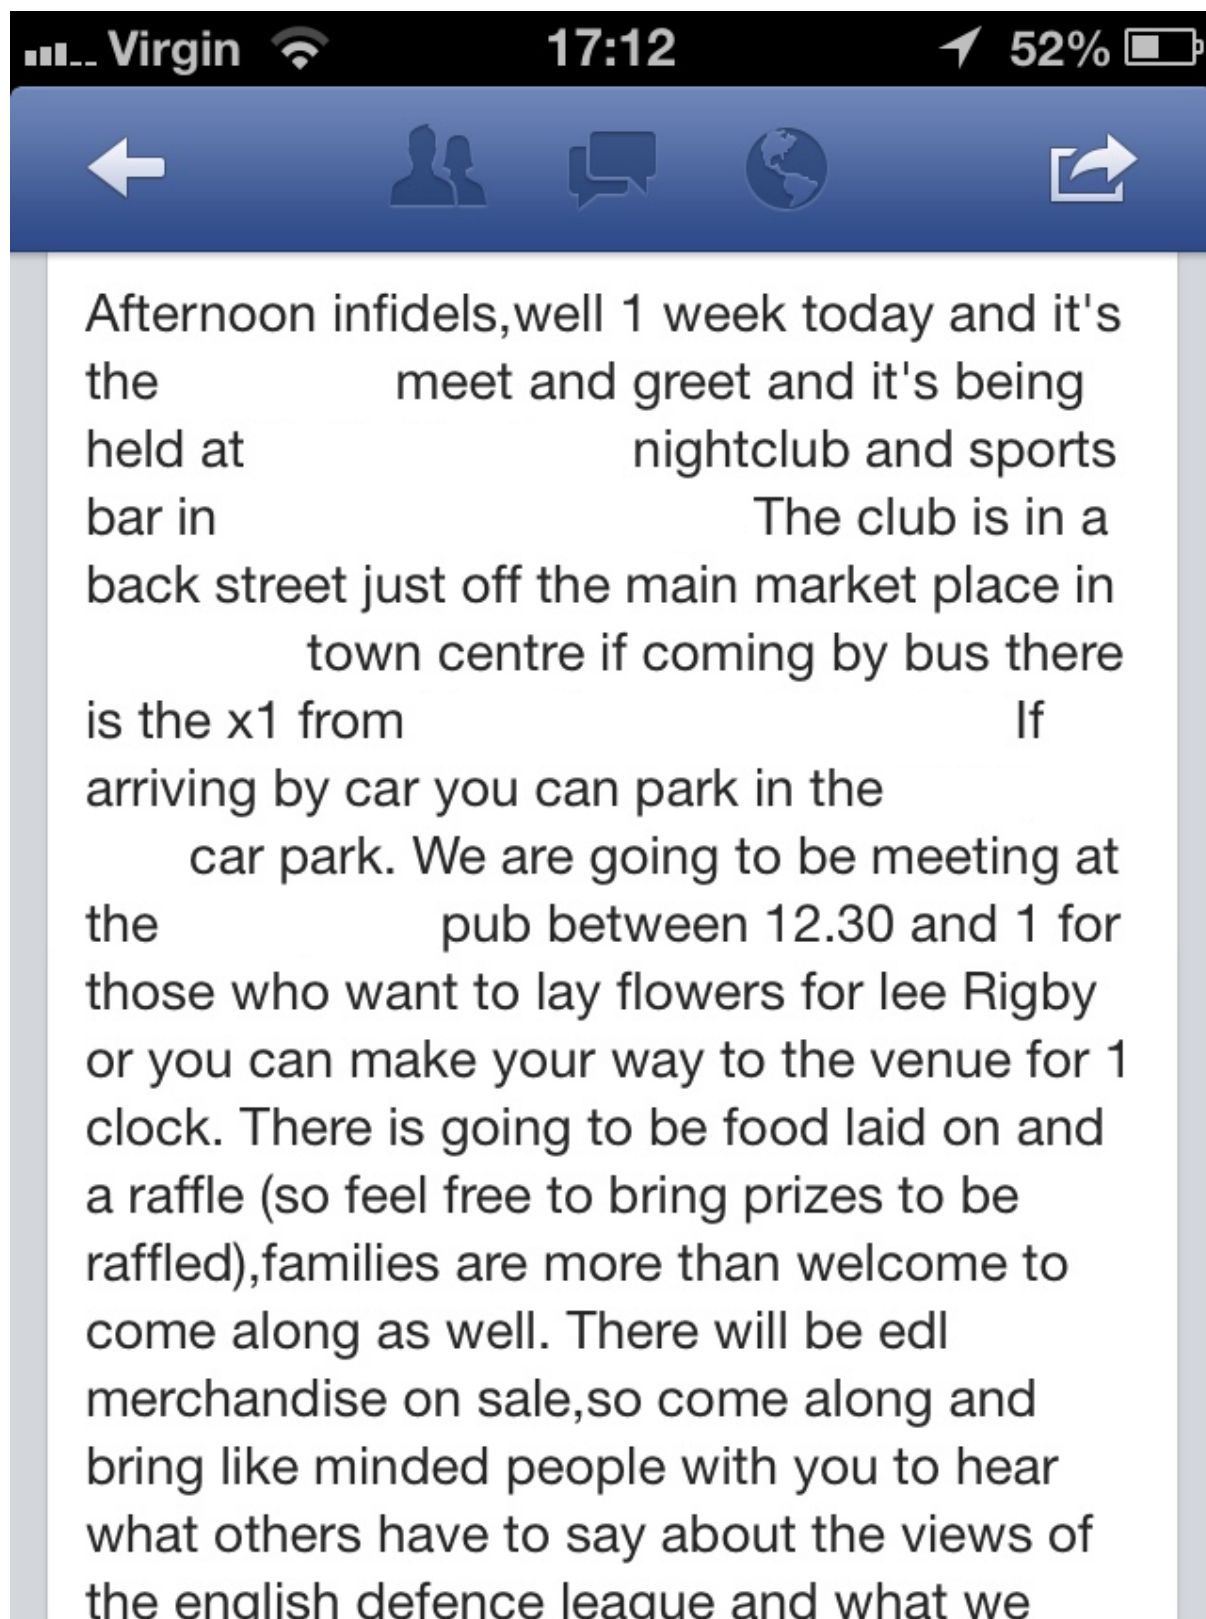 Virgin 17:12 52%
Afternoon infidels,well 1 week today and it's
the meet and greet and it's being
held at nightclub and sports
bar in The club is in a
back street just off the main market place in
town centre if coming by bus there
is the x1 from If
arriving by car you can park in the
car park. We are going to be meeting at
the pub between 12.30 and 1 for
those who want to lay flowers for lee Rigby
or you can make your way to the venue for 1
clock. There is going to be food laid on and
a raffle (so feel free to bring prizes to be
raffled),families are more than welcome to
come along as well. There will be edl
merchandise on sale,so come along and
bring like minded people with you to hear
what others have to say about the views of
the english defence league and what we